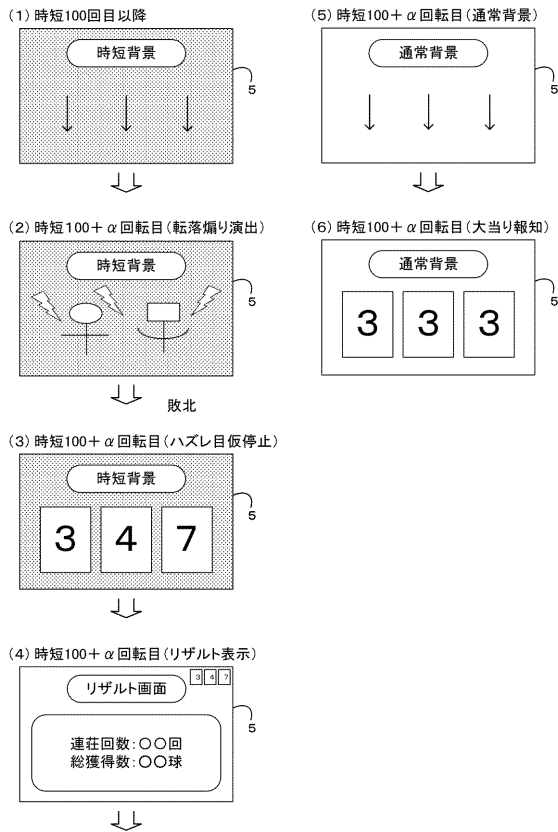 (1)時短100回目以降
時短背景
5
(2)時短100+α回転目(転落煽り演出)
時短背景
5
敗北
(3)時短100+α回転目(ハズレ目仮停止)
時短背景
3 4 7
5
(4)時短100+α回転目(リザルト表示)
リザルト画面
3 4 7
5
連荘回数:〇〇回
総獲得数:〇〇球
(5)時短100+α回転目(通常背景)
通常背景
5
(6)時短100+α回転目(大当り報知)
通常背景
3 3 3
5